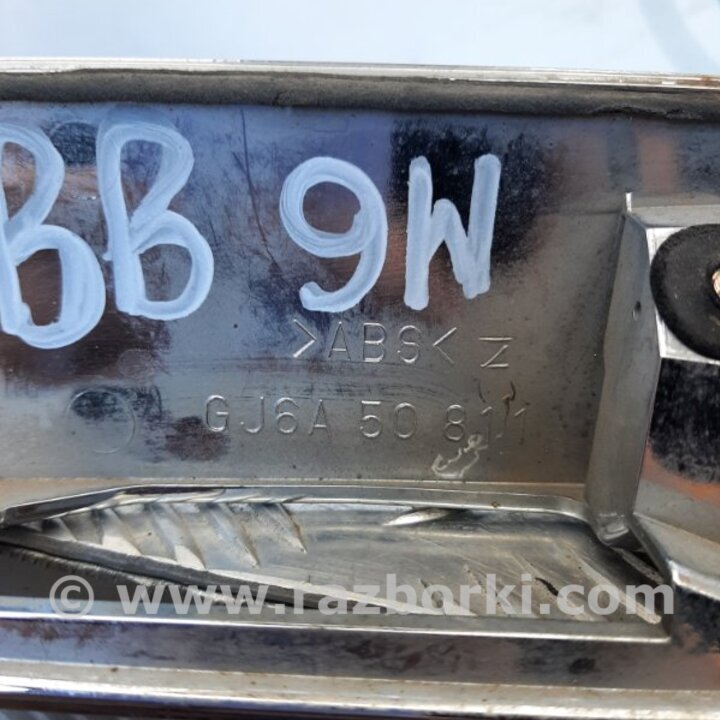 BB 9W
>ABS< Z
GJ6A 50 811
© www.razborki.com